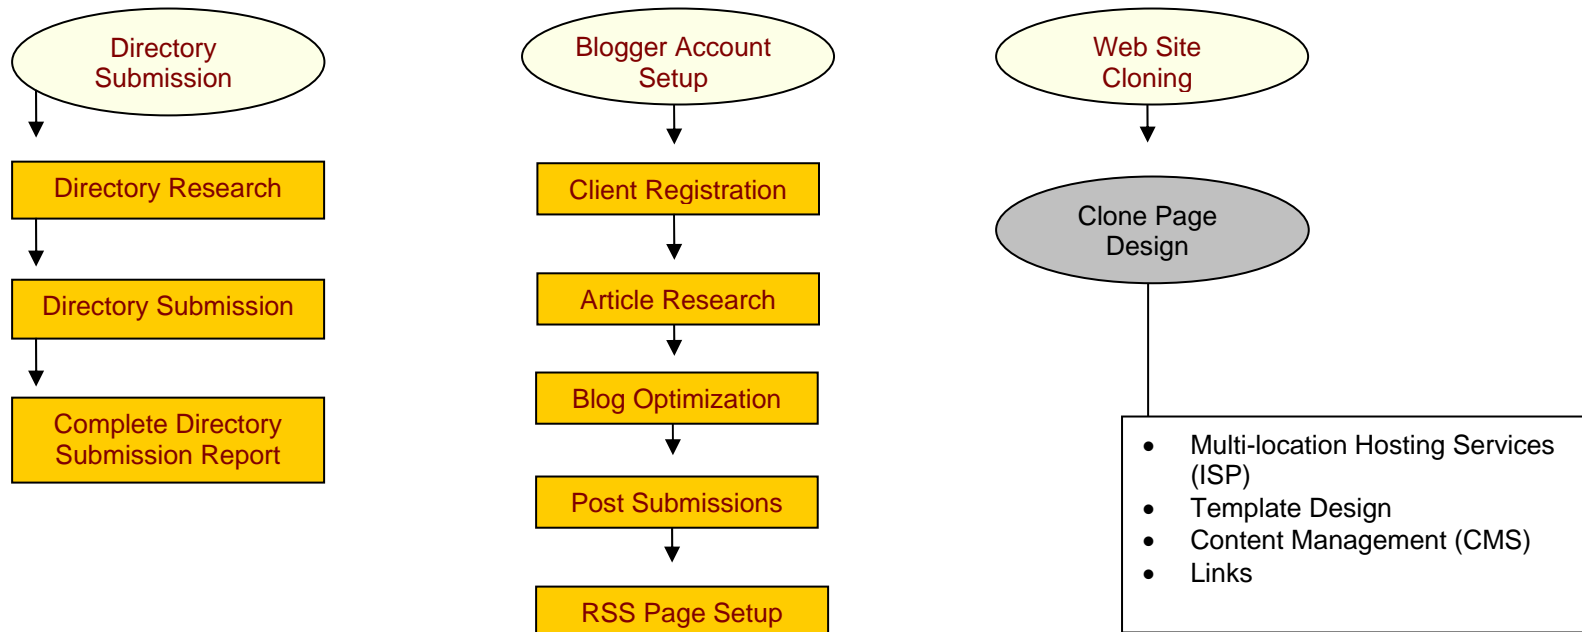 Directory
Submission
Directory Research
Directory Submission
Complete Directory
Submission Report
Blogger Account
Setup
Client Registration
Article Research
Blog Optimization
Post Submissions
RSS Page Setup
Web Site
Cloning
Clone Page
Design
• Multi-location Hosting Services
(ISP)
• Template Design
• Content Management (CMS)
• Links